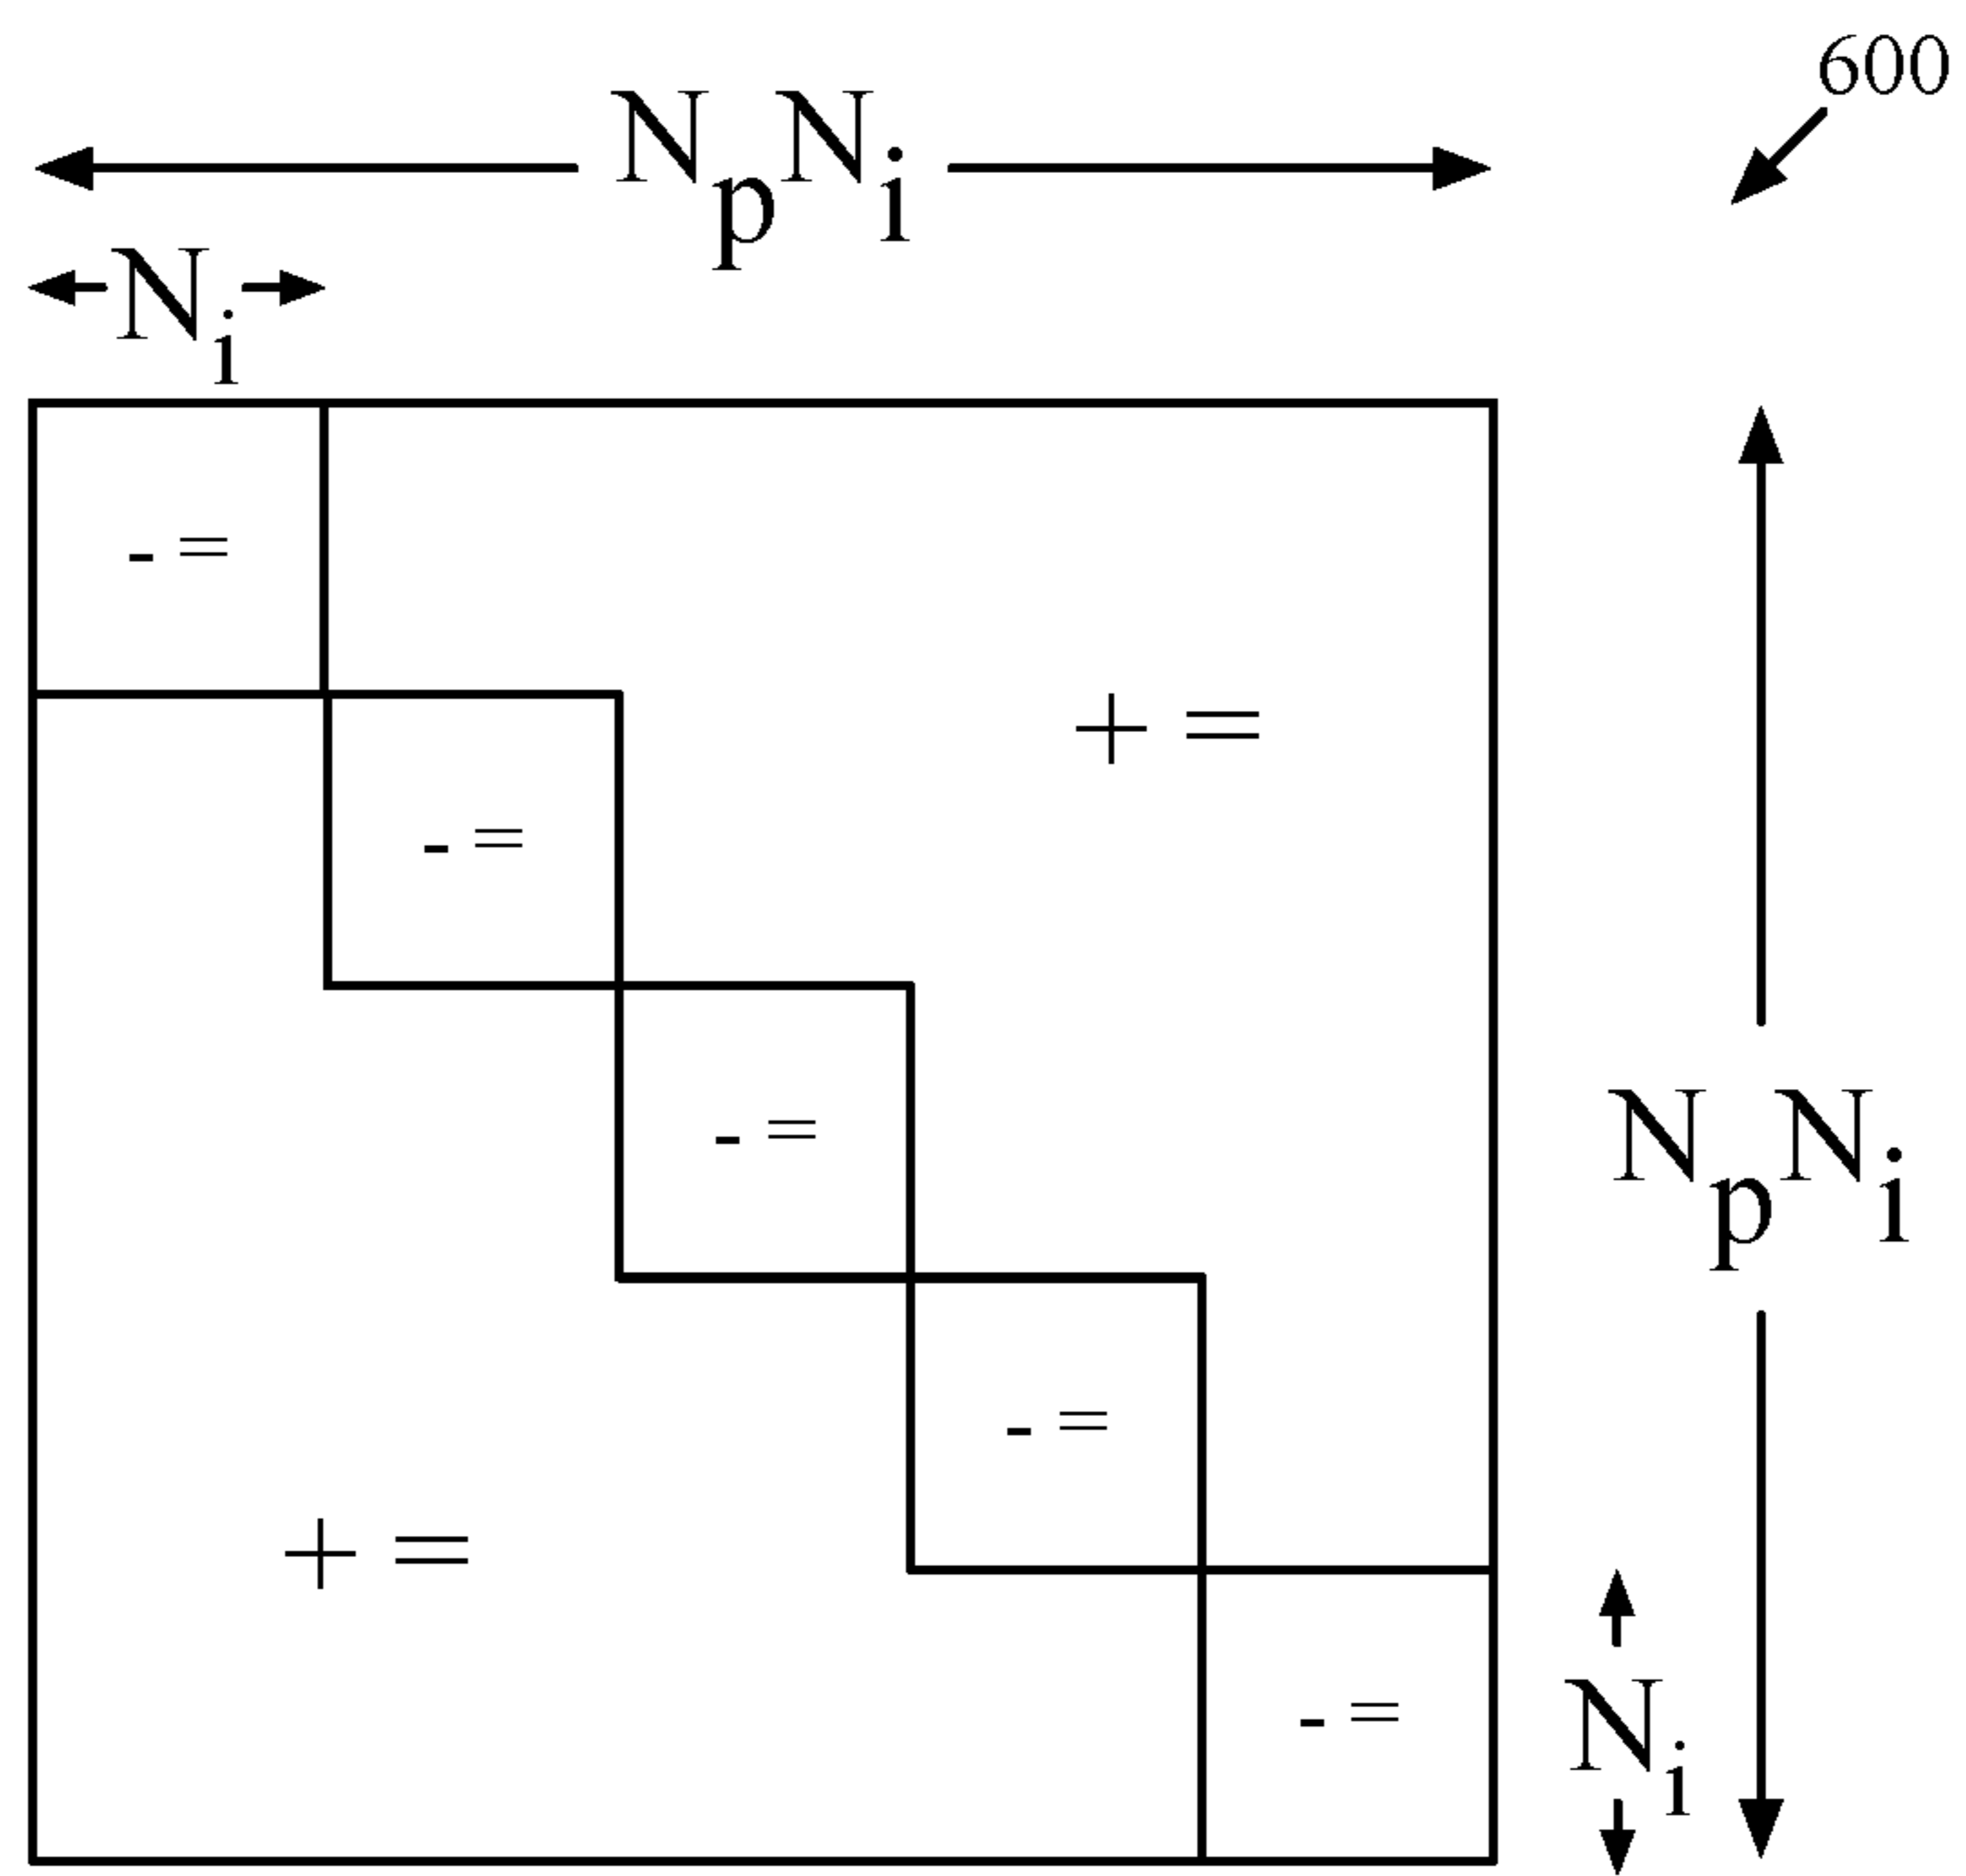 600
NpNi
Ni
- =
+ =
- =
- =
NpNi
- =
+ =
- =
Ni